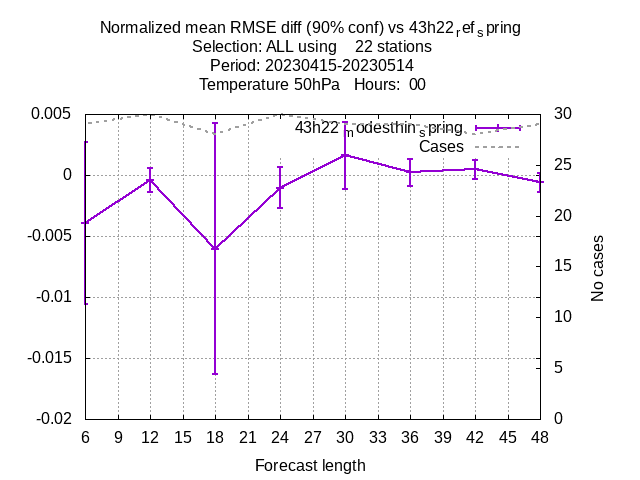 Normalized mean RMSE diff (90% conf) vs 43h22ref spring
Selection: ALL using 22 stations
Period: 20230415-20230514
Temperature 50hPa Hours: 00
43h22modesthinspring
Cases
0.005
0
-0.005
-0.01
-0.015
-0.02
30
25
20
15
10
5
0
No cases
6 9 12 15 18 21 24 27 30 33 36 39 42 45 48
Forecast length